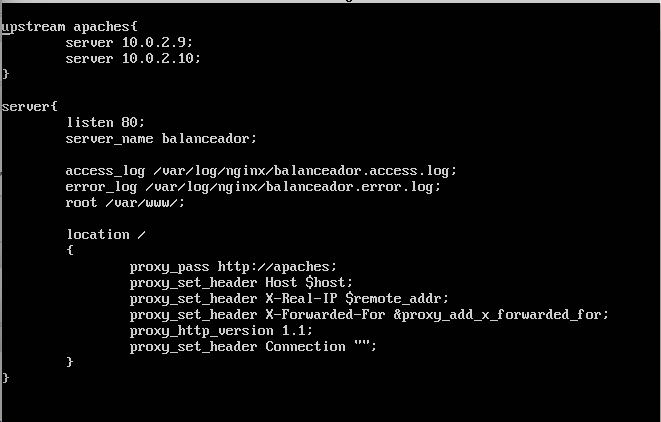 upstream apaches{
server 10.0.2.9;
server 10.0.2.10;
}
server{
listen 80;
server_name balanceador;
access_log /var/log/nginx/balanceador.access.log;
error_log /var/log/nginx/balanceador.error.log;
root /var/www/;
location /
{
proxy_pass http://apaches;
proxy_set_header Host $host;
proxy_set_header X-Real-IP $remote_addr;
proxy_set_header X-Forwarded-For &proxy_add_x_forwarded_for;
proxy_http_version 1.1;
proxy_set_header Connection "";
}
}